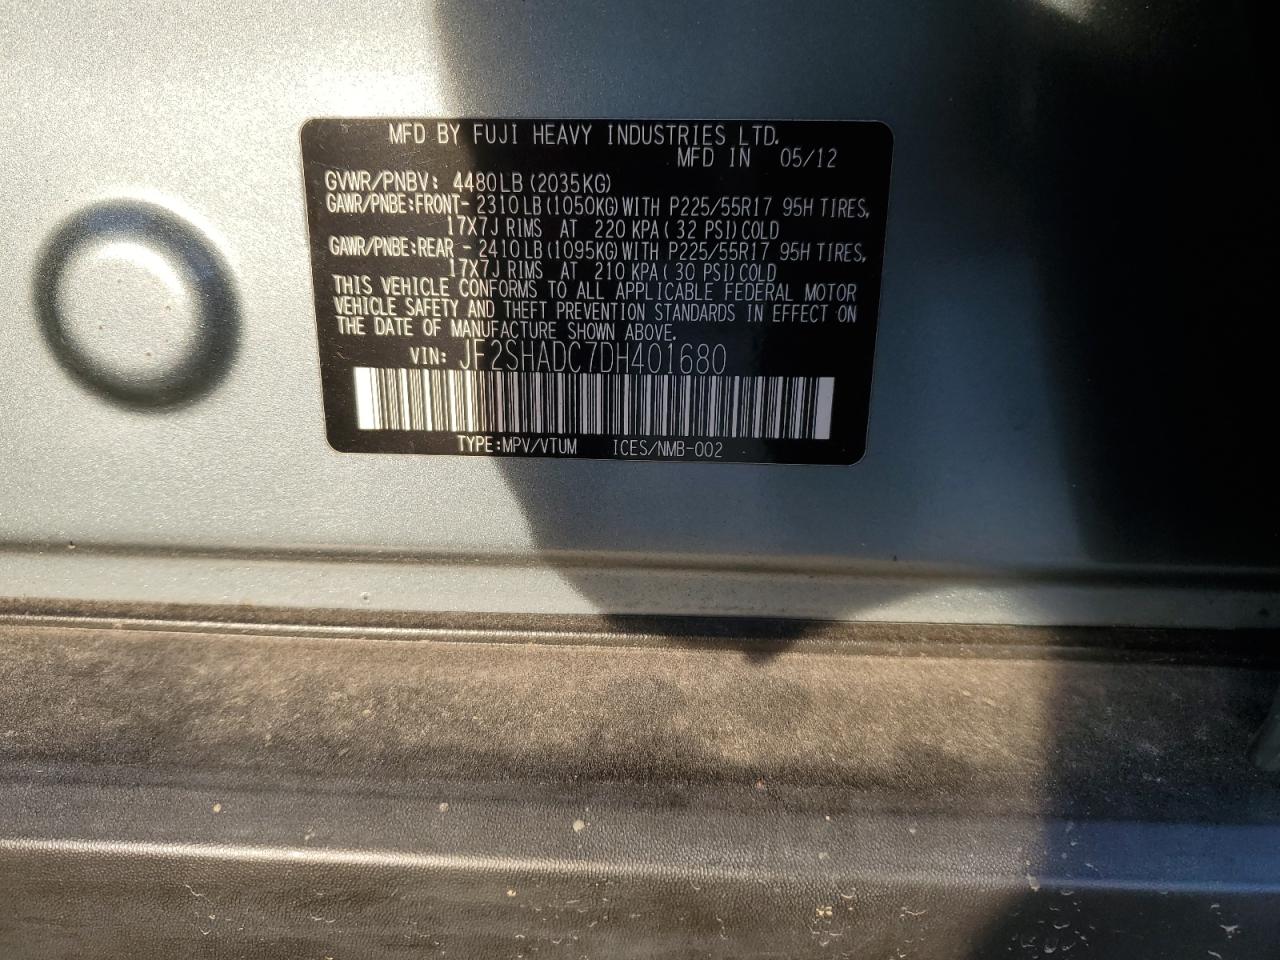 MFD BY FUJI HEAVY INDUSTRIES LTD.
MFD IN 05/12
GVWR/PNBV: 4480LB (2035KG)
GAWR/PNBE:FRONT- 2310LB(1050KG)WITH P225/55R17 95H TIRES,
17X7J RIMS AT 220 KPA( 32 PSI)COLD
GAWR/PNBE:REAR - 2410LB(1095KG)WITH P225/55R17 95H TIRES,
17X7J RIMS AT 210 KPA( 30 PSI)COLD
THIS VEHICLE CONFORMS TO ALL APPLICABLE FEDERAL MOTOR
VEHICLE SAFETY AND THEFT PREVENTION STANDARDS IN EFFECT ON
THE DATE OF MANUFACTURE SHOWN ABOVE.
VIN: JF2SHADC7DH401680
TYPE:MPV/VTUM ICES/NMB-002